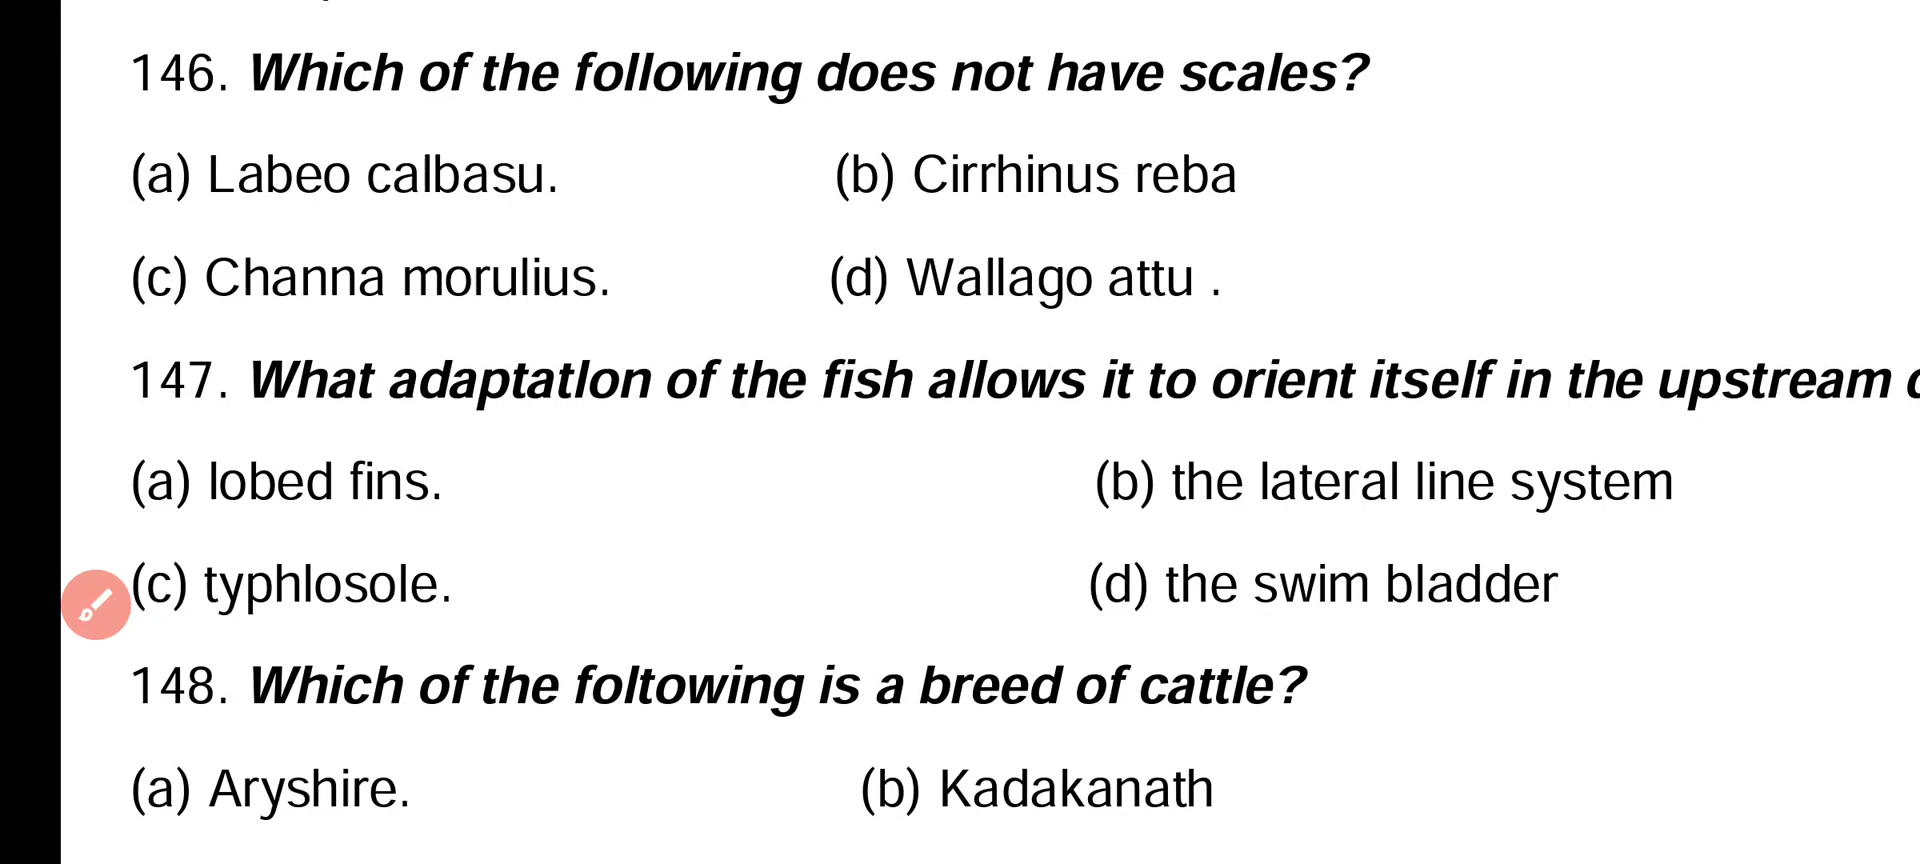 146. Which of the following does not have scales?
(a) Labeo calbasu. (b) Cirrhinus reba
(c) Channa morulius. (d) Wallago attu .
147. What adaptatlon of the fish allows it to orient itself in the upstream
(a) lobed fins. (b) the lateral line system
(c) typhlosole. (d) the swim bladder
148. Which of the foltowing is a breed of cattle?
(a) Aryshire. (b) Kadakanath